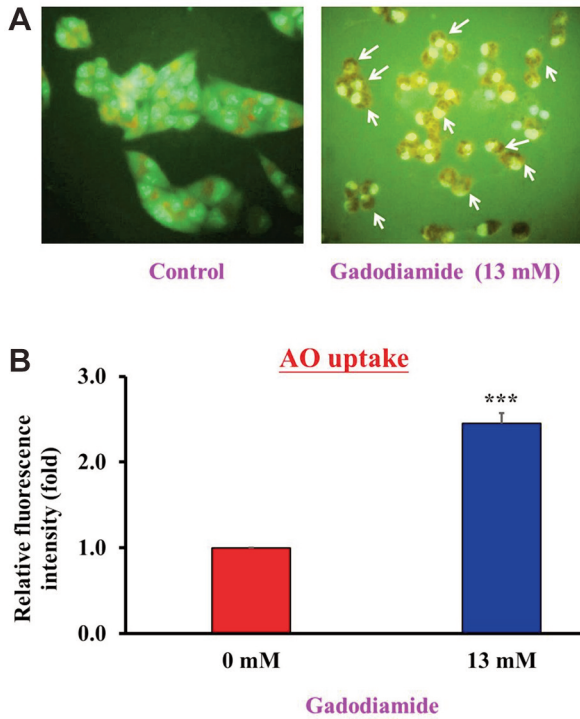 A
Control
Gadodiamide (13 mM)
B
AO uptake
Relative fluorescence
intensity (fold)
3.0
2.0
1.0
0.0
***
0 mM
13 mM
Gadodiamide